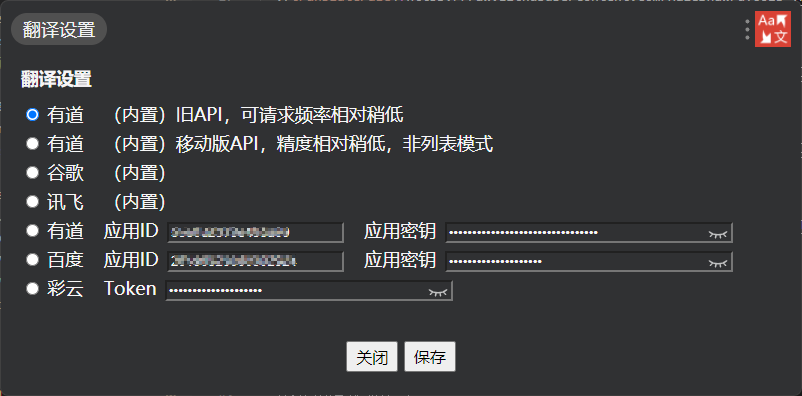 翻译设置
Aa 文
翻译设置
有道 （内置）旧API，可请求频率相对稍低
有道 （内置）移动版API，精度相对稍低，非列表模式
谷歌 （内置）
讯飞 （内置）
有道 应用ID 应用密钥
百度 应用ID 应用密钥
彩云 Token
关闭 保存